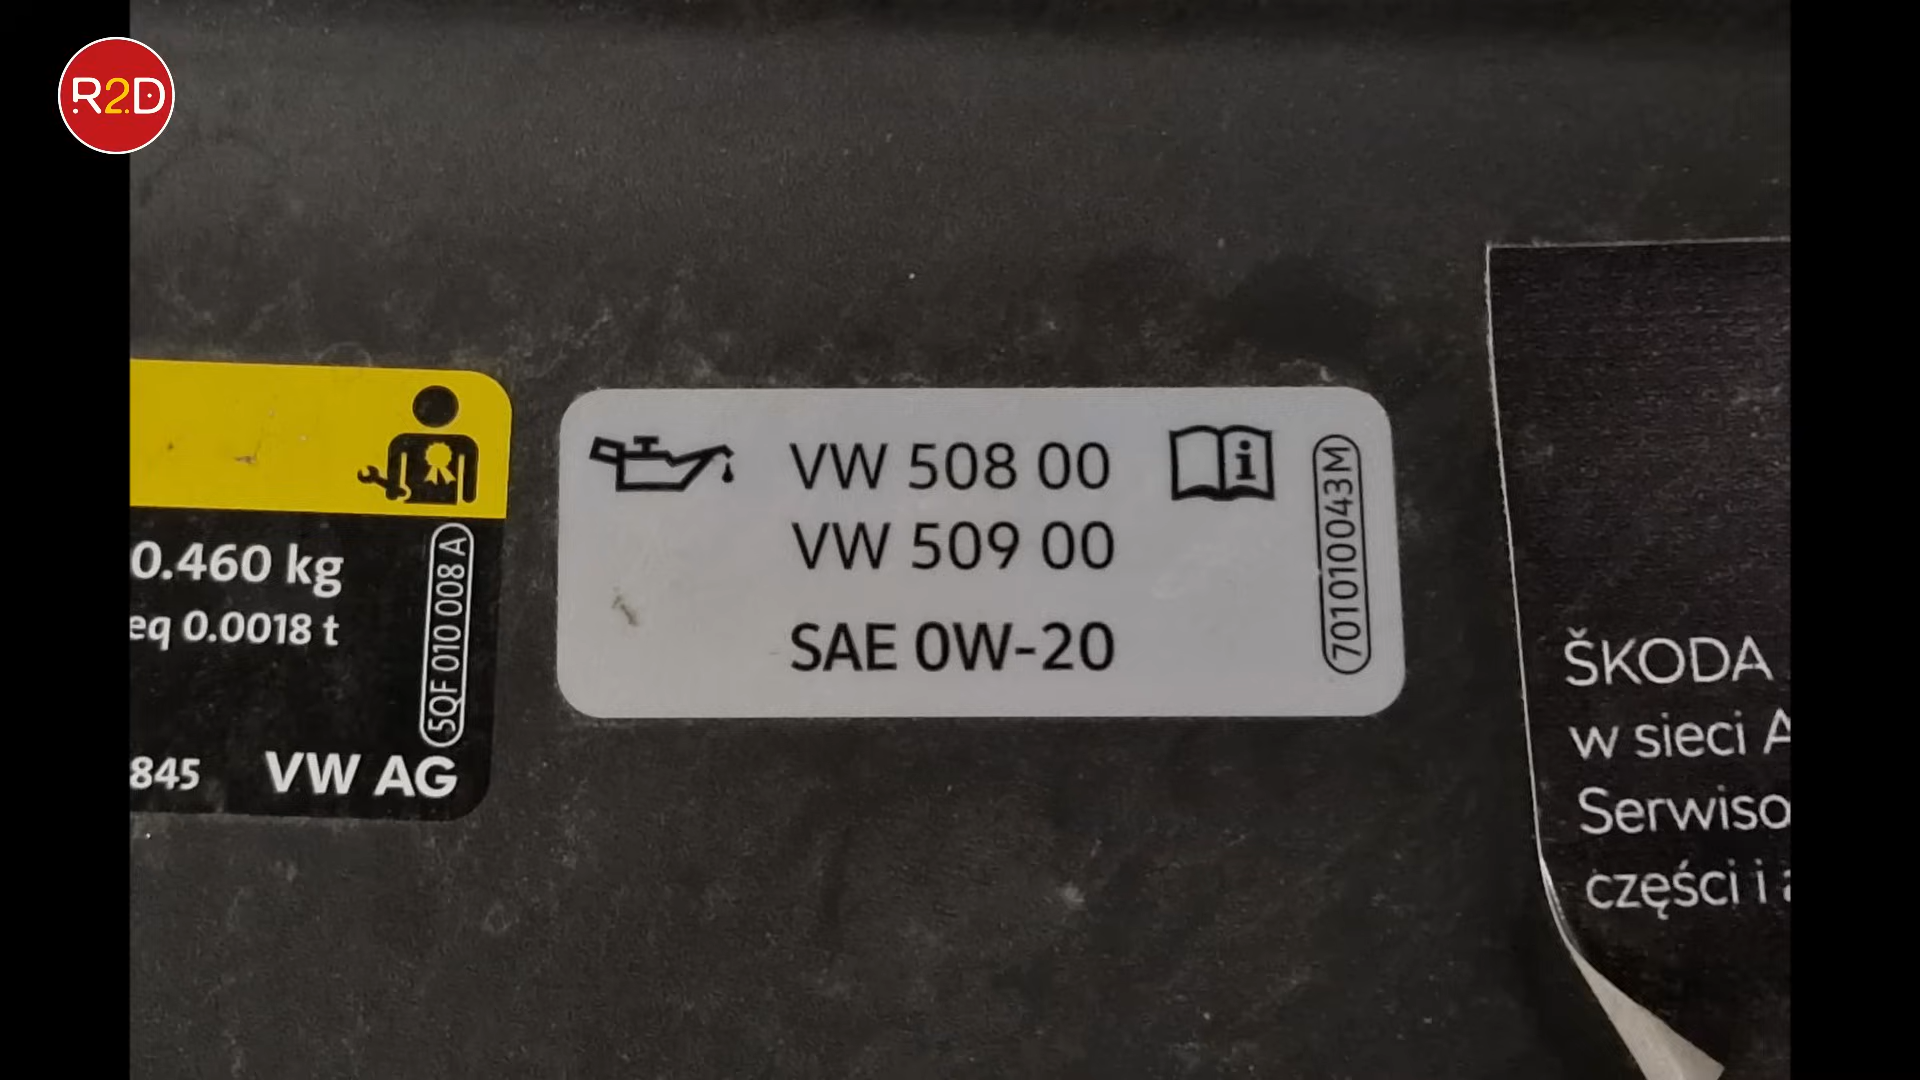 R2D
0.460 kg
eq 0.0018 t
5QF 010 008 A
845 VW AG
VW 508 00
VW 509 00
SAE 0W-20
7010100043M
ŠKODA
w sieci A
Serwiso
części i